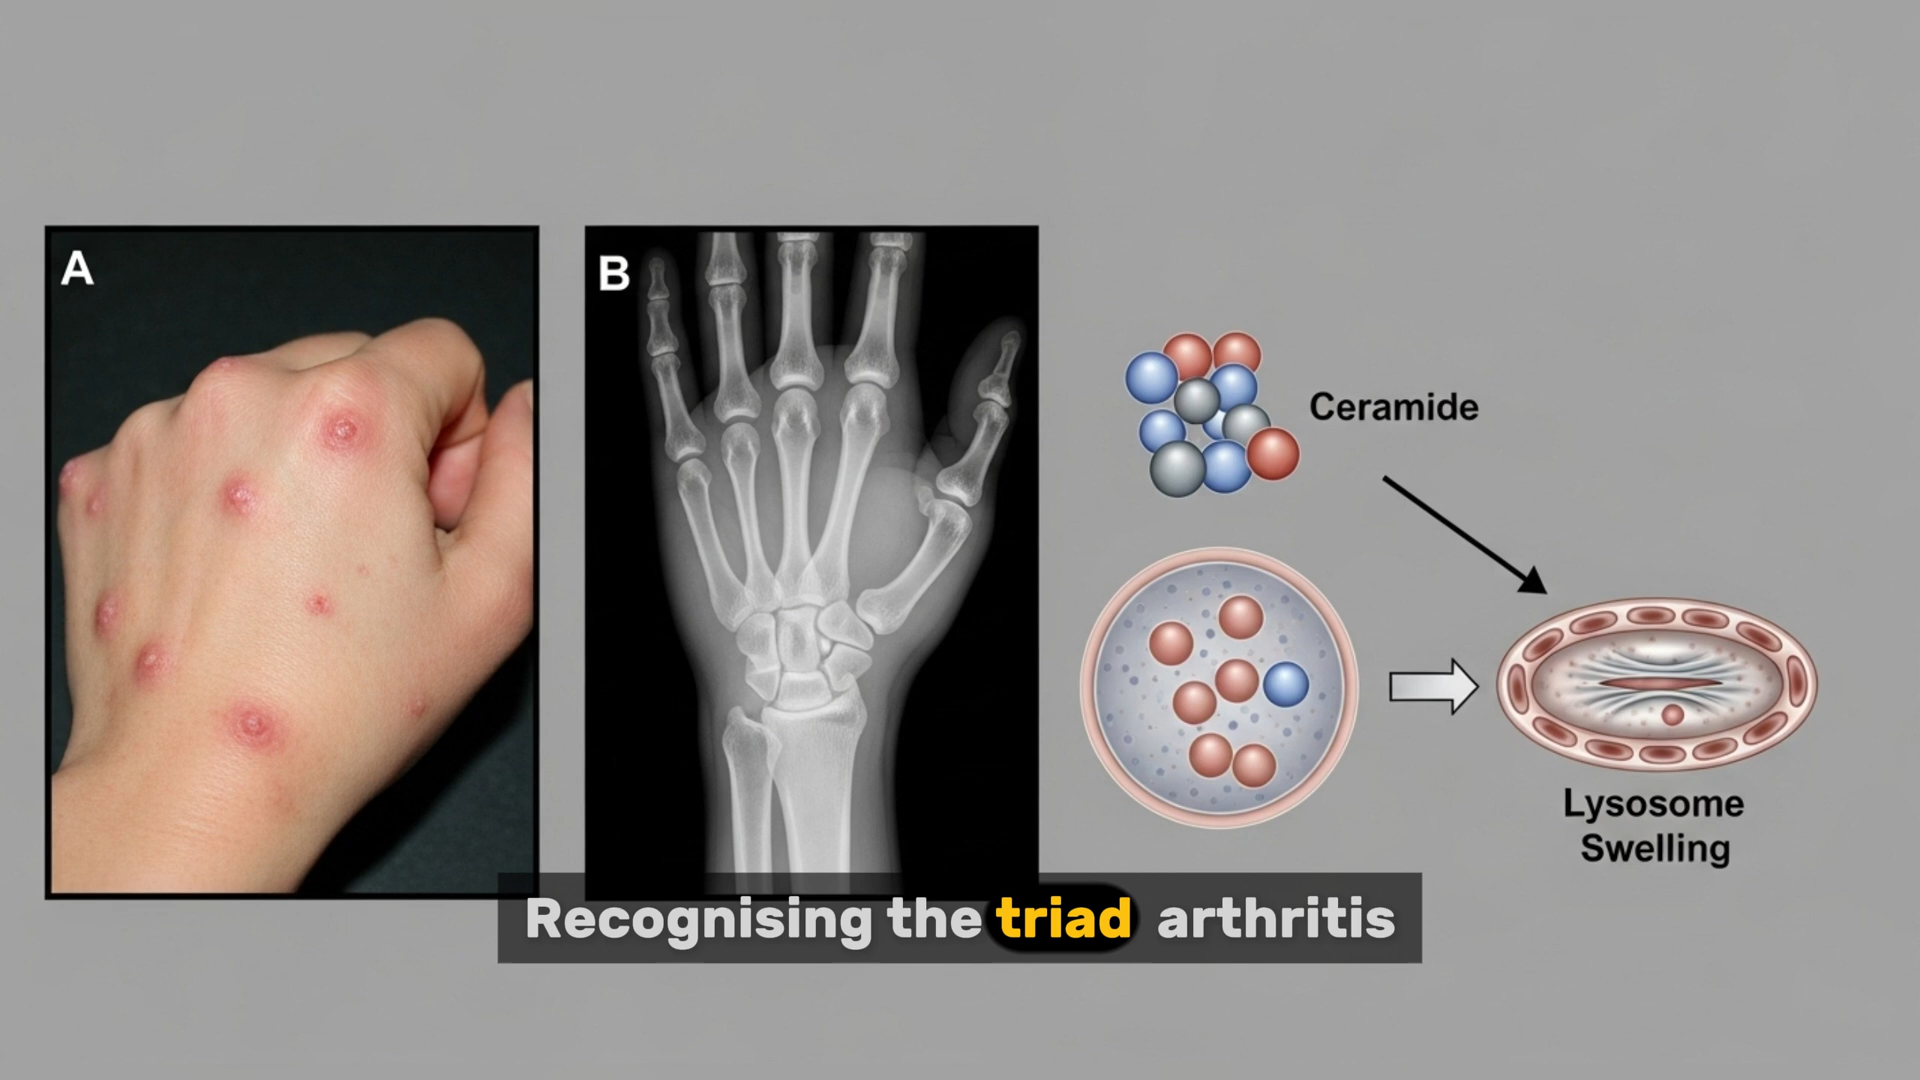 A
B
Ceramide
Lysosome
Swelling
Recognising the triad arthritis